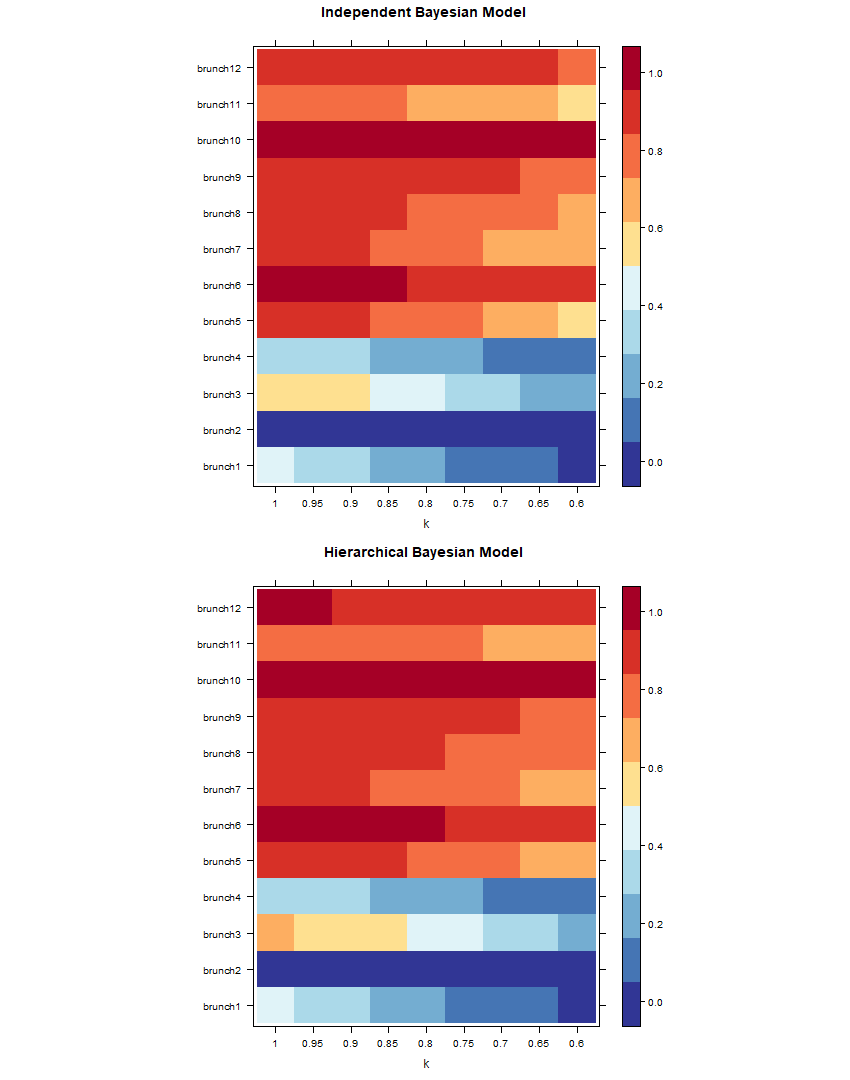 Independent Bayesian Model
brunch12
brunch11
brunch10
brunch9
brunch8
brunch7
brunch6
brunch5
brunch4
brunch3
brunch2
brunch1
1 0.95 0.9 0.85 0.8 0.75 0.7 0.65 0.6
k
1.0
0.8
0.6
0.4
0.2
0.0
Hierarchical Bayesian Model
brunch12
brunch11
brunch10
brunch9
brunch8
brunch7
brunch6
brunch5
brunch4
brunch3
brunch2
brunch1
1 0.95 0.9 0.85 0.8 0.75 0.7 0.65 0.6
k
1.0
0.8
0.6
0.4
0.2
0.0